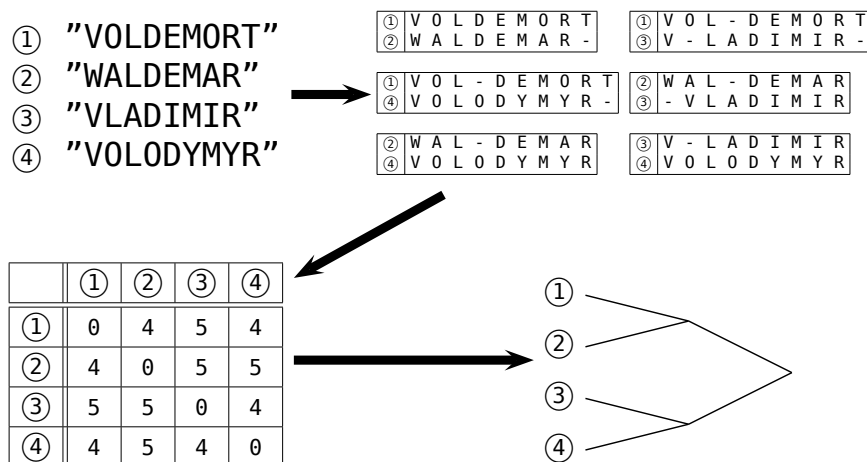 ① ”VOLDEMORT”
② ”WALDEMAR”
③ ”VLADIMIR”
④ ”VOLODYMYR”
① V O L D E M O R T
② W A L D E M A R -
① V O L - D E M O R T
③ V - L A D I M I R -
① V O L - D E M O R T
④ V O L O D Y M Y R -
② W A L - D E M A R
③ - V L A D I M I R
② W A L - D E M A R
④ V O L O D Y M Y R
③ V - L A D I M I R
④ V O L O D Y M Y R
① ② ③ ④
① 0 4 5 4
② 4 0 5 5
③ 5 5 0 4
④ 4 5 4 0
①
②
③
④